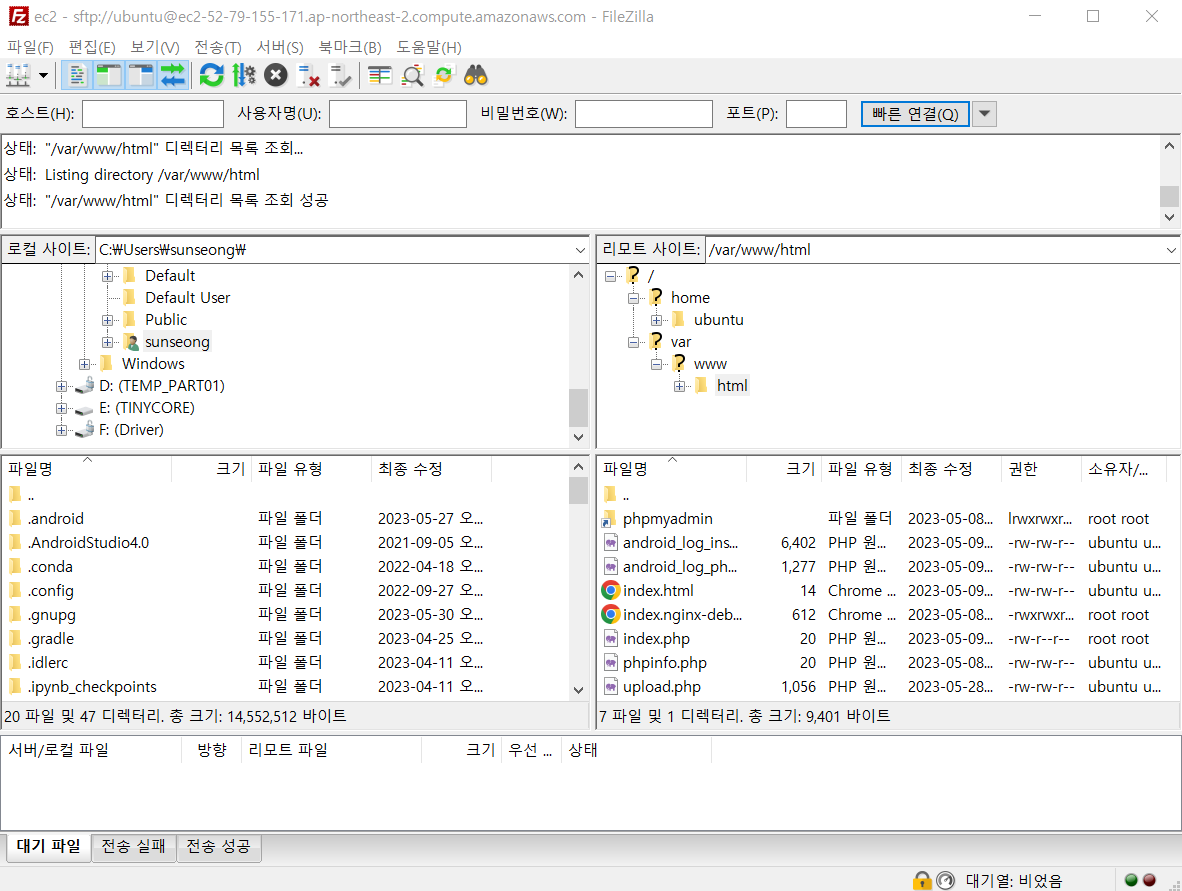 ec2 - sftp://ubuntu@ec2-52-79-155-171.ap-northeast-2.compute.amazonaws.com - FileZilla
파일(F) 편집(E) 보기(V) 전송(T) 서버(S) 북마크(B) 도움말(H)
호스트(H): 사용자명(U): 비밀번호(W): 포트(P): 빠른 연결(Q)
상태: "/var/www/html" 디렉터리 목록 조회...
상태: Listing directory /var/www/html
상태: "/var/www/html" 디렉터리 목록 조회 성공
로컬 사이트: C:₩Users₩sunseong₩
Default
Default User
Public
sunseong
Windows
D: (TEMP_PART01)
E: (TINYCORE)
F: (Driver)
리모트 사이트: /var/www/html
/
home
ubuntu
var
www
html
파일명 크기 파일 유형 최종 수정
..
.android 파일 폴더 2023-05-27 오...
.AndroidStudio4.0 파일 폴더 2021-09-05 오...
.conda 파일 폴더 2022-04-18 오...
.config 파일 폴더 2022-09-27 오...
.gnupg 파일 폴더 2023-05-30 오...
.gradle 파일 폴더 2023-04-25 오...
.idlerc 파일 폴더 2023-04-11 오...
.ipynb_checkpoints 파일 폴더 2023-04-11 오...
20 파일 및 47 디렉터리. 총 크기: 14,552,512 바이트
파일명 크기 파일 유형 최종 수정 권한 소유자/...
..
phpmyadmin 파일 폴더 2023-05-08... lrwxrwxr... root root
android_log_ins... 6,402 PHP 원... 2023-05-09... -rw-rw-r-- ubuntu u...
android_log_ph... 1,277 PHP 원... 2023-05-09... -rw-rw-r-- ubuntu u...
index.html 14 Chrome ... 2023-05-09... -rw-rw-r-- ubuntu u...
index.nginx-deb... 612 Chrome ... 2023-05-08... -rwxrwxr... root root
index.php 20 PHP 원... 2023-05-09... -rw-r--r-- root root
phpinfo.php 20 PHP 원... 2023-05-08... -rw-rw-r-- ubuntu u...
upload.php 1,056 PHP 원... 2023-05-28... -rw-rw-r-- ubuntu u...
7 파일 및 1 디렉터리. 총 크기: 9,401 바이트
서버/로컬 파일 방향 리모트 파일 크기 우선 ... 상태
대기 파일 전송 실패 전송 성공
대기열: 비었음